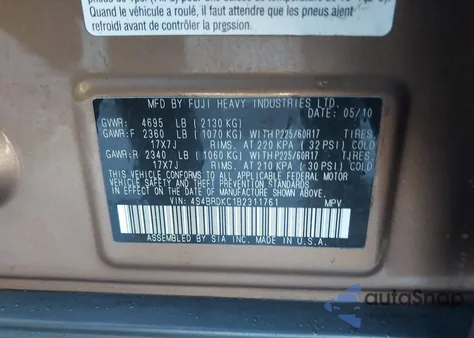 Quand le véhicule a roulé, il faut attendre que les pneus aient
refroidi avant de contrôler la pression.
MFD BY FUJI HEAVY INDUSTRIES LTD.
DATE: 05/10
GVWR: 4695 LB (2130 KG)
GAWR:F 2360 LB (1070 KG) WITH P225/60R17 TIRES.
17X7J RIMS. AT 220 KPA (32 PSI) COLD
GAWR:R 2340 LB (1060 KG) WITH P225/60R17 TIRES.
17X7J RIMS. AT 210 KPA (30 PSI) COLD
THIS VEHICLE CONFORMS TO ALL APPLICABLE FEDERAL MOTOR
VEHICLE SAFETY STANDARDS IN EFFECT ON
THE DATE OF MANUFACTURE SHOWN ABOVE.
VIN: 4S4BRDKC1B2311761 MPV
ASSEMBLED BY SIA INC. MADE IN U.S.A.
autoSnap